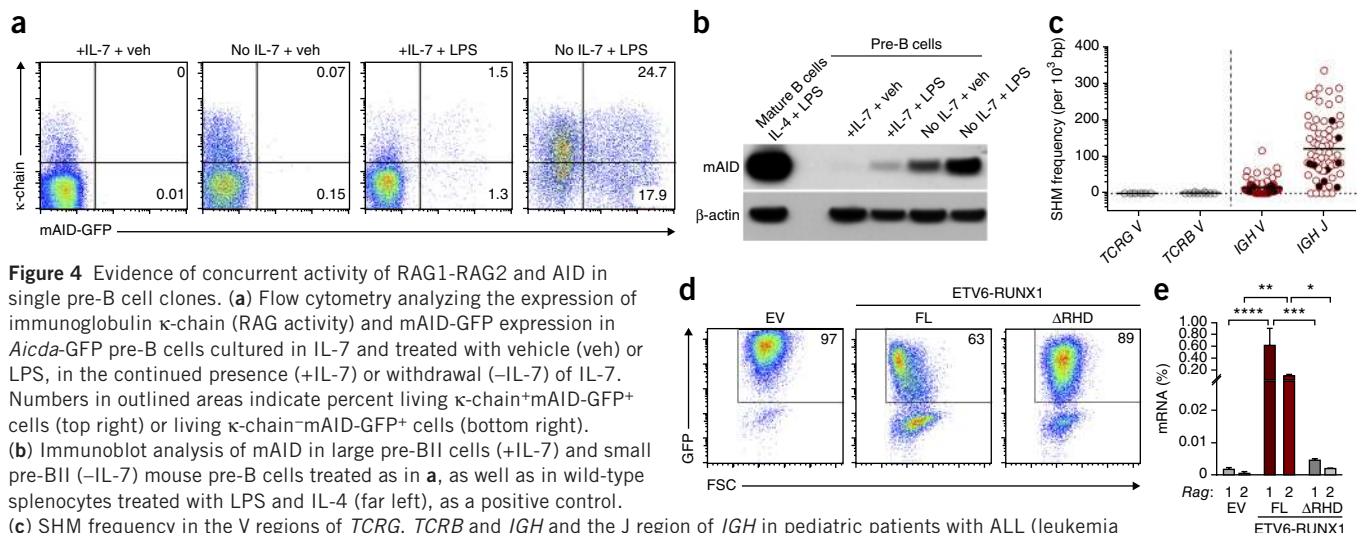 a
+IL-7 + veh
No IL-7 + veh
+IL-7 + LPS
No IL-7 + LPS
0
0.07
1.5
24.7
0.01
0.15
1.3
17.9
κ-chain
mAID-GFP
b
Pre-B cells
Mature B cells
IL-4 + LPS
+IL-7 + veh
+IL-7 + LPS
No IL-7 + veh
No IL-7 + LPS
mAID
β-actin
c
SHM frequency (per 10³ bp)
400
300
200
100
0
TCRG V
TCRB V
IGH V
IGH J
Figure 4 Evidence of concurrent activity of RAG1-RAG2 and AID in
single pre-B cell clones. (a) Flow cytometry analyzing the expression of
immunoglobulin κ-chain (RAG activity) and mAID-GFP expression in
Aicda-GFP pre-B cells cultured in IL-7 and treated with vehicle (veh) or
LPS, in the continued presence (+IL-7) or withdrawal (–IL-7) of IL-7.
Numbers in outlined areas indicate percent living κ-chain⁺mAID-GFP⁺
cells (top right) or living κ-chain⁻mAID-GFP⁺ cells (bottom right).
(b) Immunoblot analysis of mAID in large pre-BII cells (+IL-7) and small
pre-BII (–IL-7) mouse pre-B cells treated as in a, as well as in wild-type
splenocytes treated with LPS and IL-4 (far left), as a positive control.
(c) SHM frequency in the V regions of TCRG, TCRB and IGH and the J region of IGH in pediatric patients with ALL (leukemia
d
ETV6-RUNX1
EV
FL
ΔRHD
97
63
89
GFP
FSC
e
** *
**** ***
mRNA (%)
1.00
0.80
0.60
0.40
0.20
0.02
0.01
0
Rag: 1 2 1 2 1 2
EV FL ΔRHD
ETV6-RUNX1